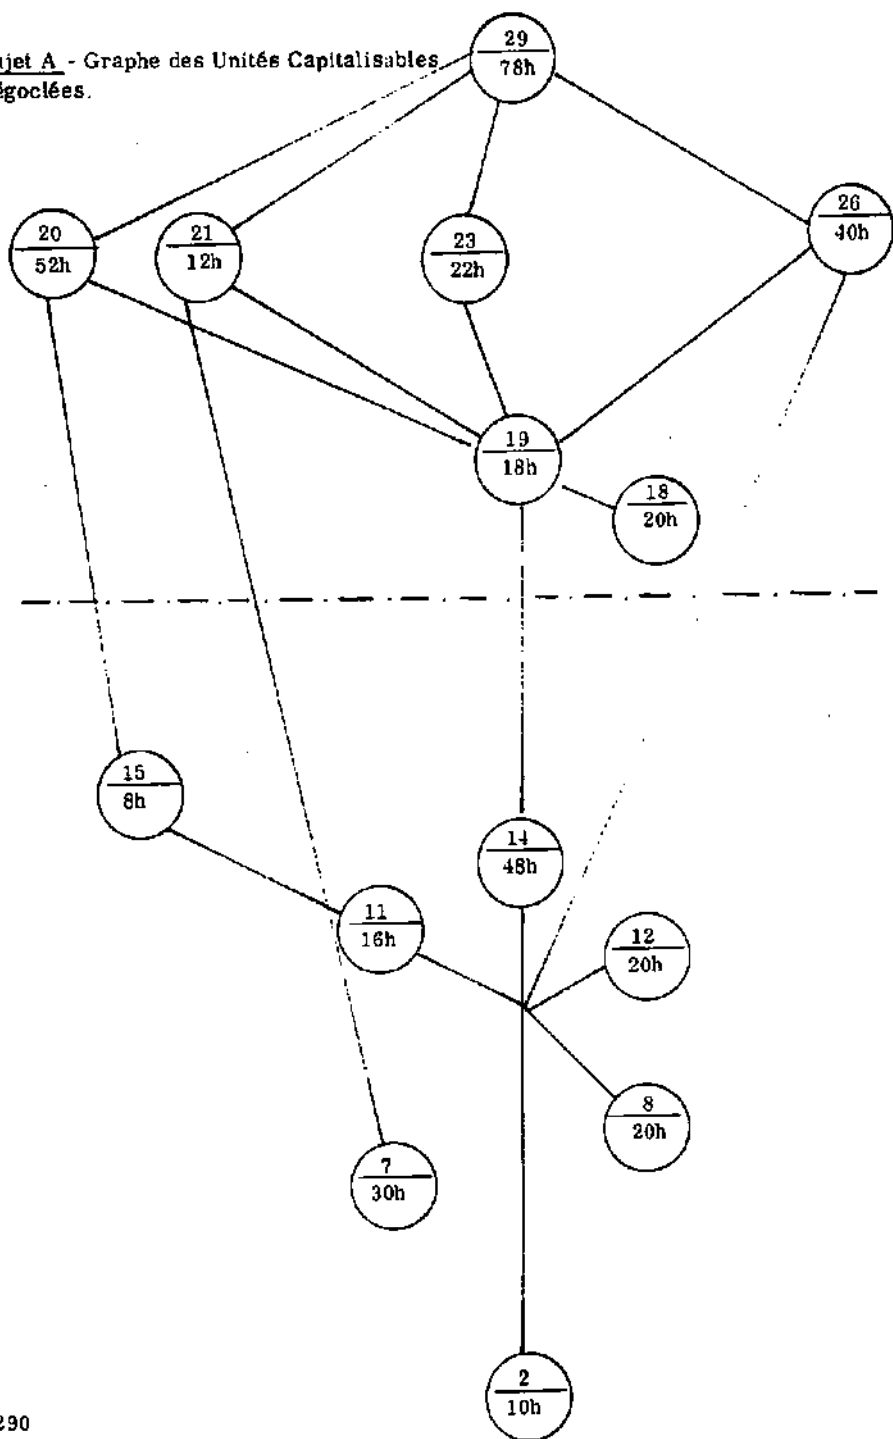 ujet A - Graphe des Unités Capitalisables
égociées.
29
78h
20
52h
21
12h
23
22h
26
40h
19
18h
18
20h
15
8h
14
48h
11
16h
12
20h
8
20h
7
30h
2
10h
290